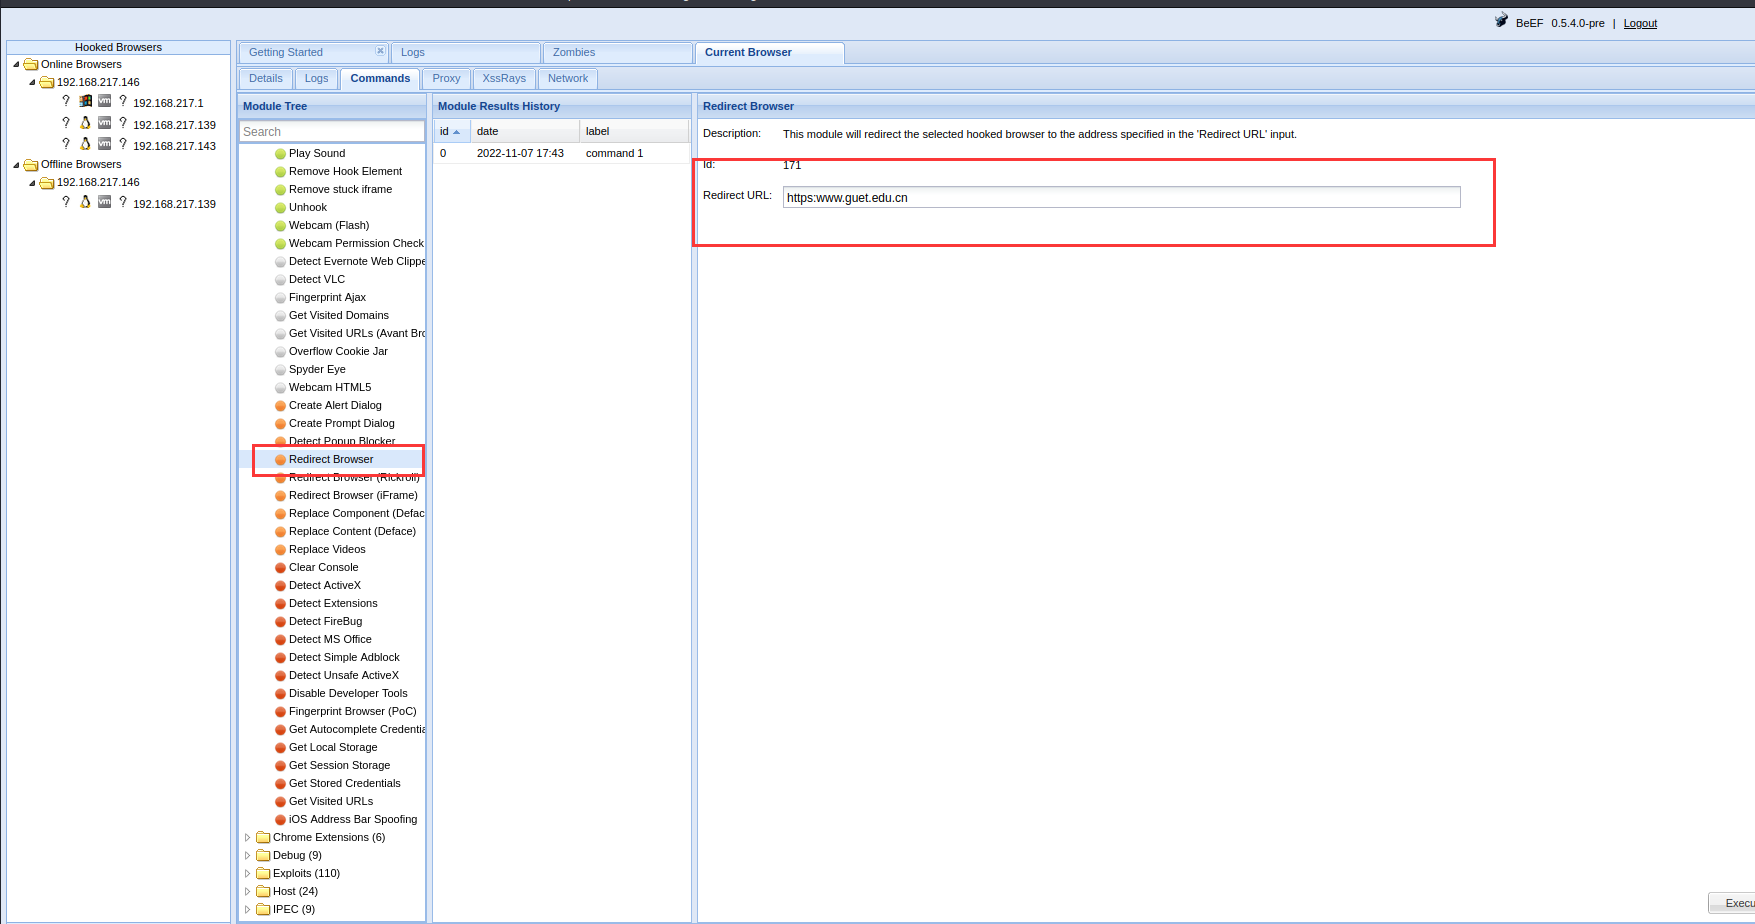 BeEF 0.5.4.0-pre | Logout
Hooked Browsers
Online Browsers
192.168.217.146
? ? 192.168.217.1
? ? 192.168.217.139
? ? 192.168.217.143
Offline Browsers
192.168.217.146
? ? 192.168.217.139
Getting Started
Logs
Zombies
Current Browser
Details
Logs
Commands
Proxy
XssRays
Network
Module Tree
Search
Play Sound
Remove Hook Element
Remove stuck iframe
Unhook
Webcam (Flash)
Webcam Permission Check
Detect Evernote Web Clippe
Detect VLC
Fingerprint Ajax
Get Visited Domains
Get Visited URLs (Avant Bro
Overflow Cookie Jar
Spyder Eye
Webcam HTML5
Create Alert Dialog
Create Prompt Dialog
Detect Popup Blocker
Redirect Browser
Redirect Browser (Rickroll)
Redirect Browser (iFrame)
Replace Component (Defac
Replace Content (Deface)
Replace Videos
Clear Console
Detect ActiveX
Detect Extensions
Detect FireBug
Detect MS Office
Detect Simple Adblock
Detect Unsafe ActiveX
Disable Developer Tools
Fingerprint Browser (PoC)
Get Autocomplete Credentia
Get Local Storage
Get Session Storage
Get Stored Credentials
Get Visited URLs
iOS Address Bar Spoofing
Chrome Extensions (6)
Debug (9)
Exploits (110)
Host (24)
IPEC (9)
Module Results History
id date label
0 2022-11-07 17:43 command 1
Redirect Browser
Description: This module will redirect the selected hooked browser to the address specified in the 'Redirect URL' input.
Id: 171
Redirect URL: https:www.guet.edu.cn
Execu